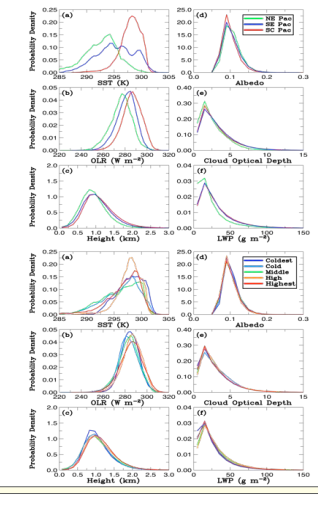 Probability Density
0.25
0.20
0.15
0.10
0.05
0.00
(a)
285 290 295 300 305
SST (K)
25.0
20.0
15.0
10.0
5.0
0.0
(d)
NE Pac
SE Pac
SC Pac
0.0 0.1 0.2 0.3
Albedo
Probability Density
0.05
0.04
0.03
0.02
0.01
0.00
(b)
220 240 260 280 300 320
OLR (W m⁻²)
0.40
0.30
0.20
0.10
0.00
(e)
0 5 10 15
Cloud Optical Depth
Probability Density
2.0
1.5
1.0
0.5
0.0
(c)
0.0 0.5 1.0 1.5 2.0 2.5 3.0
Height (km)
0.04
0.03
0.02
0.01
0.00
(f)
0 50 100 150
LWP (g m⁻²)
Probability Density
0.25
0.20
0.15
0.10
0.05
0.00
(a)
285 290 295 300 305
SST (K)
25.0
20.0
15.0
10.0
5.0
0.0
(d)
Coldest
Cold
Middle
High
Highest
0.0 0.1 0.2 0.3
Albedo
Probability Density
0.05
0.04
0.03
0.02
0.01
0.00
(b)
220 240 260 280 300 320
OLR (W m⁻²)
0.40
0.30
0.20
0.10
0.00
(e)
0 5 10 15
Cloud Optical Depth
Probability Density
2.0
1.5
1.0
0.5
0.0
(c)
0.0 0.5 1.0 1.5 2.0 2.5 3.0
Height (km)
0.04
0.03
0.02
0.01
0.00
(f)
0 50 100 150
LWP (g m⁻²)